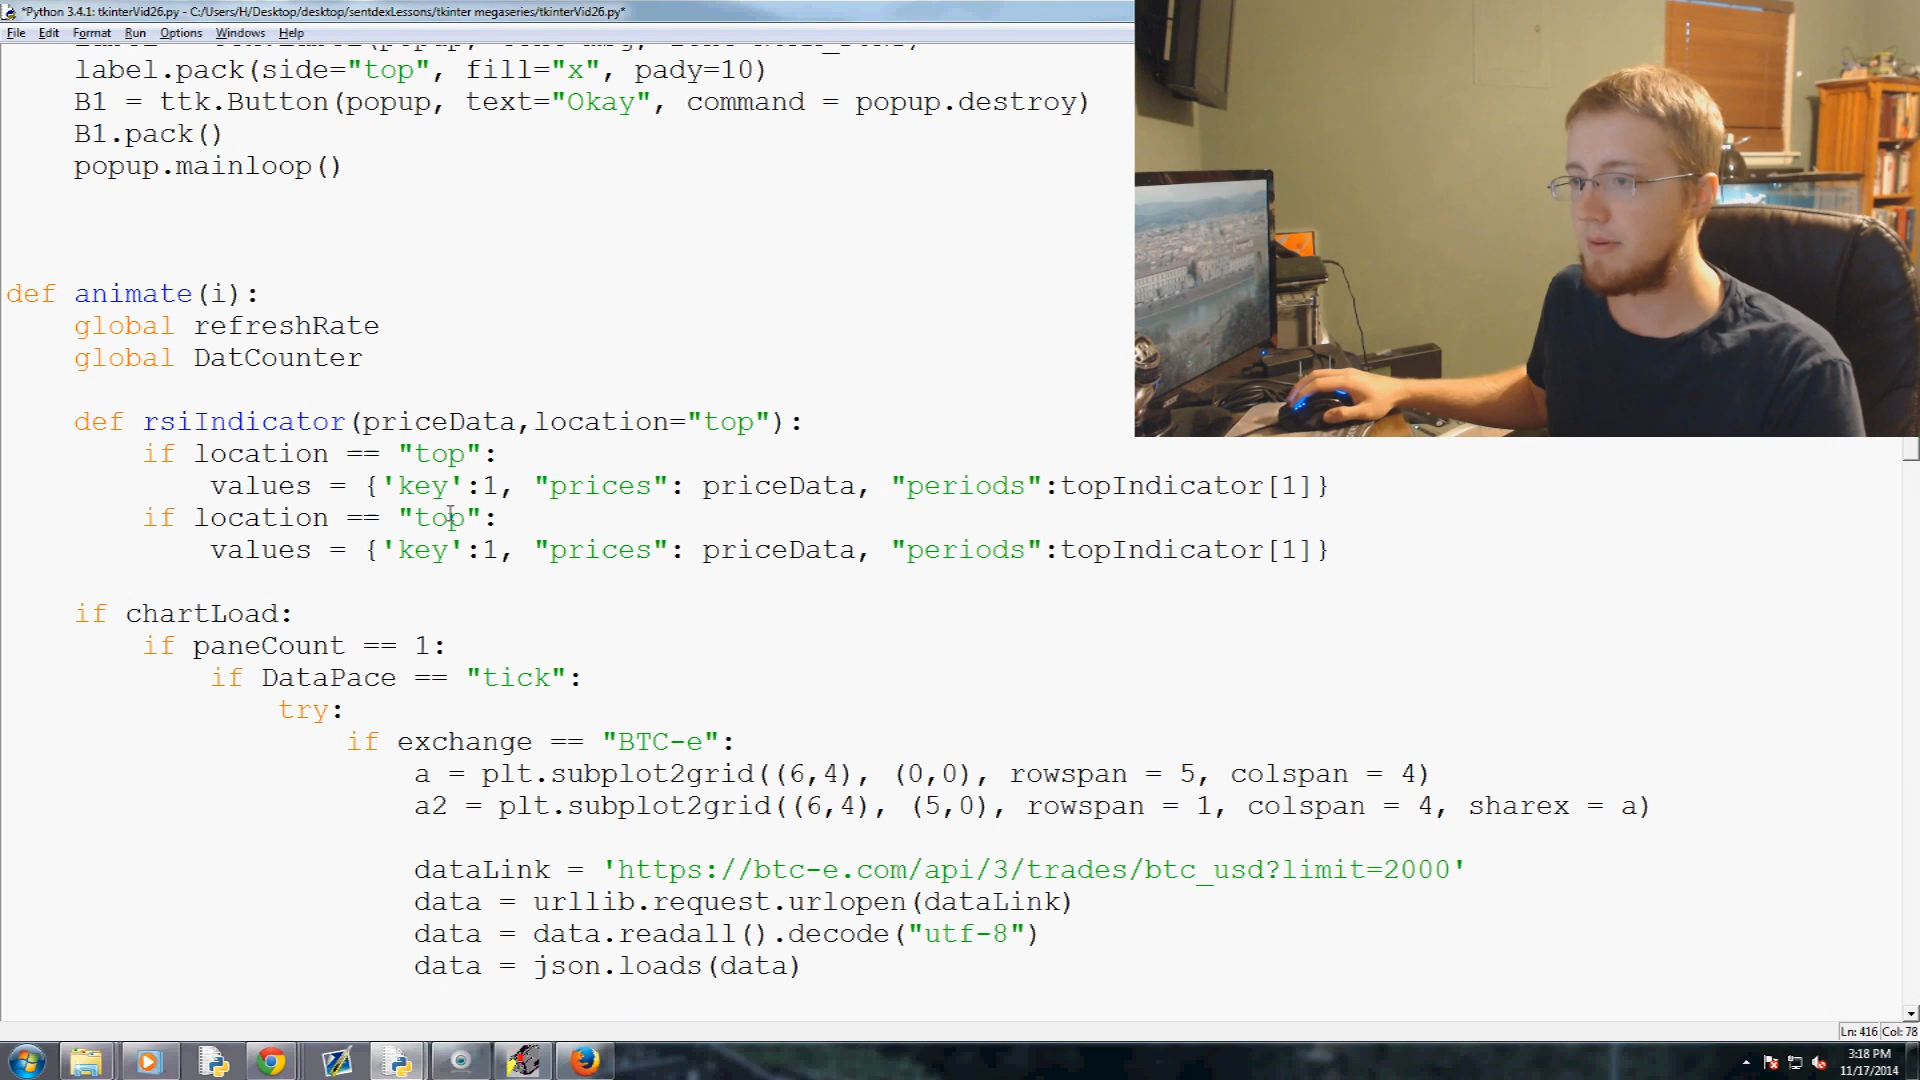 *Python 3.4.1: tkinterVid26.py - C:/Users/H/Desktop/desktop/sentdexLessons/tkinter megaseries/tkinterVid26.py*
File Edit Format Run Options Windows Help
label.pack(side="top", fill="x", pady=10)
B1 = ttk.Button(popup, text="Okay", command = popup.destroy)
B1.pack()
popup.mainloop()
def animate(i):
global refreshRate
global DatCounter
def rsiIndicator(priceData,location="top"):
if location == "top":
values = {'key':1, "prices": priceData, "periods":topIndicator[1]}
if location == "top":
values = {'key':1, "prices": priceData, "periods":topIndicator[1]}
if chartLoad:
if paneCount == 1:
if DataPace == "tick":
try:
if exchange == "BTC-e":
a = plt.subplot2grid((6,4), (0,0), rowspan = 5, colspan = 4)
a2 = plt.subplot2grid((6,4), (5,0), rowspan = 1, colspan = 4, sharex = a)
dataLink = 'https://btc-e.com/api/3/trades/btc_usd?limit=2000'
data = urllib.request.urlopen(dataLink)
data = data.readall().decode("utf-8")
data = json.loads(data)
Ln: 416 Col: 78
3:18 PM
11/17/2014